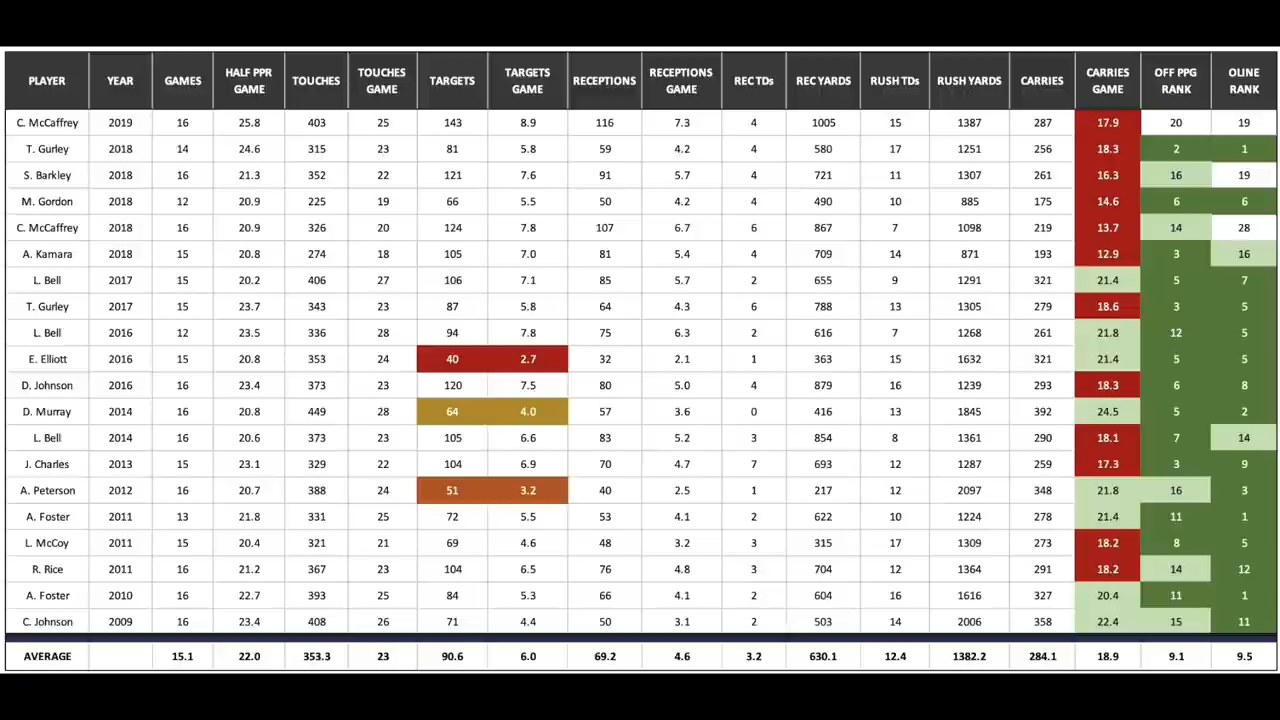 PLAYER YEAR GAMES HALF PPR GAME TOUCHES TOUCHES GAME TARGETS TARGETS GAME RECEPTIONS RECEPTIONS GAME REC TDs REC YARDS RUSH TDs RUSH YARDS CARRIES CARRIES GAME OFF PPG RANK OLINE RANK
C. McCaffrey 2019 16 25.8 403 25 143 8.9 116 7.3 4 1005 15 1387 287 17.9 20 19
T. Gurley 2018 14 24.6 315 23 81 5.8 59 4.2 4 580 17 1251 256 18.3 2 1
S. Barkley 2018 16 21.3 352 22 121 7.6 91 5.7 4 721 11 1307 261 16.3 16 19
M. Gordon 2018 12 20.9 225 19 66 5.5 50 4.2 4 490 10 885 175 14.6 6 6
C. McCaffrey 2018 16 20.9 326 20 124 7.8 107 6.7 6 867 7 1098 219 13.7 14 28
A. Kamara 2018 15 20.8 274 18 105 7.0 81 5.4 4 709 14 871 193 12.9 3 16
L. Bell 2017 15 20.2 406 27 106 7.1 85 5.7 2 655 9 1291 321 21.4 5 7
T. Gurley 2017 15 23.7 343 23 87 5.8 64 4.3 6 788 13 1305 279 18.6 3 5
L. Bell 2016 12 23.5 336 28 94 7.8 75 6.3 2 616 7 1268 261 21.8 12 5
E. Elliott 2016 15 20.8 353 24 40 2.7 32 2.1 1 363 15 1632 321 21.4 5 5
D. Johnson 2016 16 23.4 373 23 120 7.5 80 5.0 4 879 16 1239 293 18.3 6 8
D. Murray 2014 16 20.8 449 28 64 4.0 57 3.6 0 416 13 1845 392 24.5 5 2
L. Bell 2014 16 20.6 373 23 105 6.6 83 5.2 3 854 8 1361 290 18.1 7 14
J. Charles 2013 15 23.1 329 22 104 6.9 70 4.7 7 693 12 1287 259 17.3 3 9
A. Peterson 2012 16 20.7 388 24 51 3.2 40 2.5 1 217 12 2097 348 21.8 16 3
A. Foster 2011 13 21.8 331 25 72 5.5 53 4.1 2 622 10 1224 278 21.4 11 1
L. McCoy 2011 15 20.4 321 21 69 4.6 48 3.2 3 315 17 1309 273 18.2 8 5
R. Rice 2011 16 21.2 367 23 104 6.5 76 4.8 3 704 12 1364 291 18.2 14 12
A. Foster 2010 16 22.7 393 25 84 5.3 66 4.1 2 604 16 1616 327 20.4 11 1
C. Johnson 2009 16 23.4 408 26 71 4.4 50 3.1 2 503 14 2006 358 22.4 15 11
AVERAGE 15.1 22.0 353.3 23 90.6 6.0 69.2 4.6 3.2 630.1 12.4 1382.2 284.1 18.9 9.1 9.5